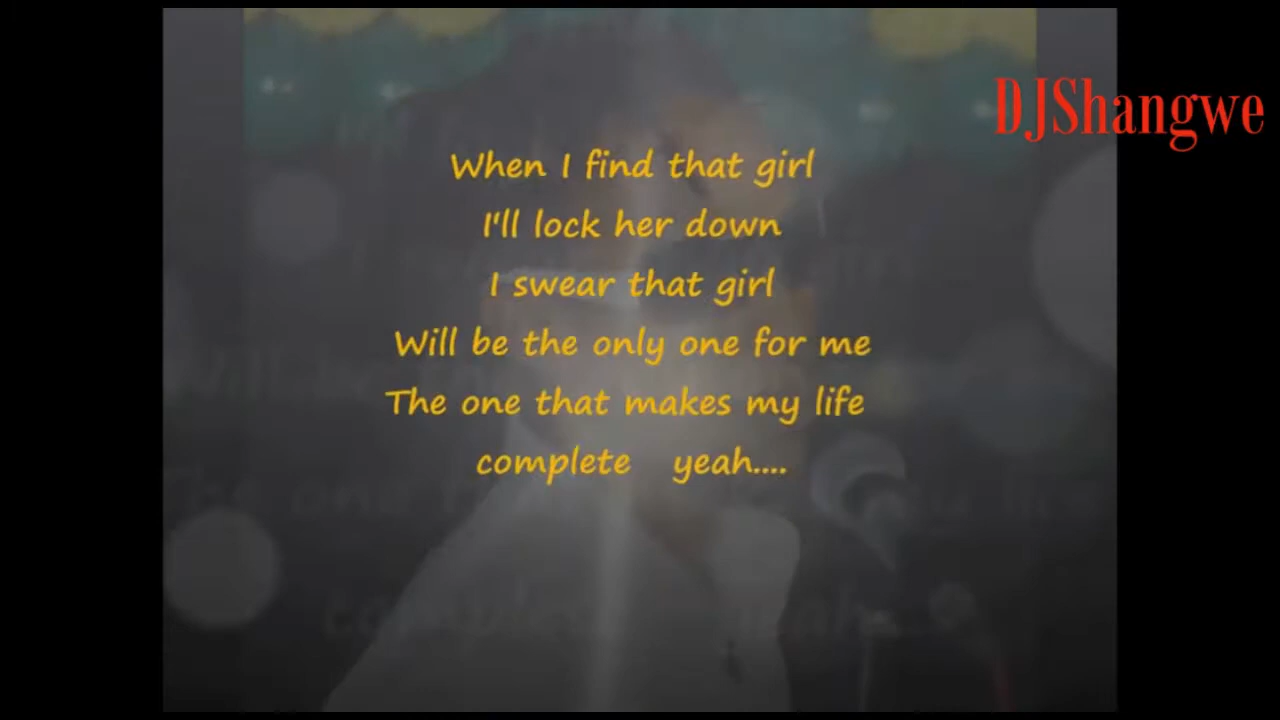 DJShangwe
When I find that girl
I'll lock her down
I swear that girl
Will be the only one for me
The one that makes my life
complete yeah....